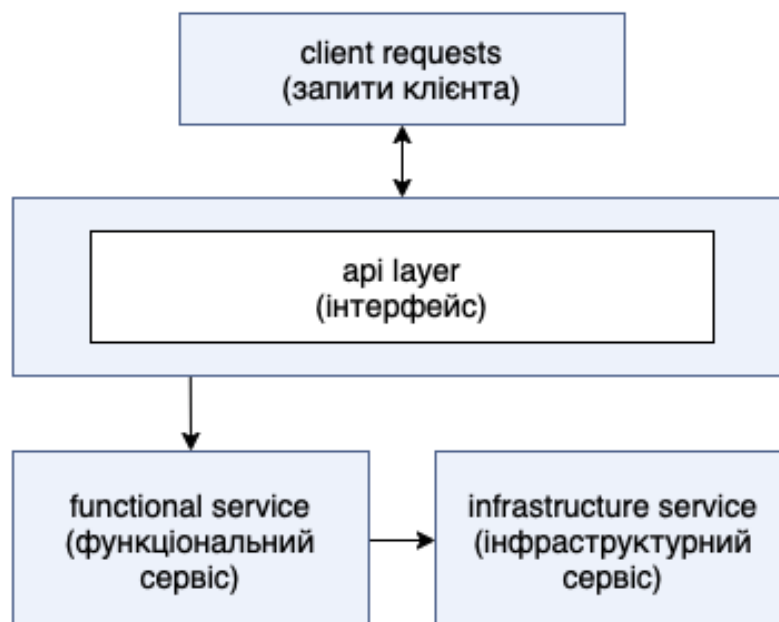 client requests
(запити клієнта)
api layer
(інтерфейс)
functional service
(функціональний
сервіс)
infrastructure service
(інфраструктурний
сервіс)